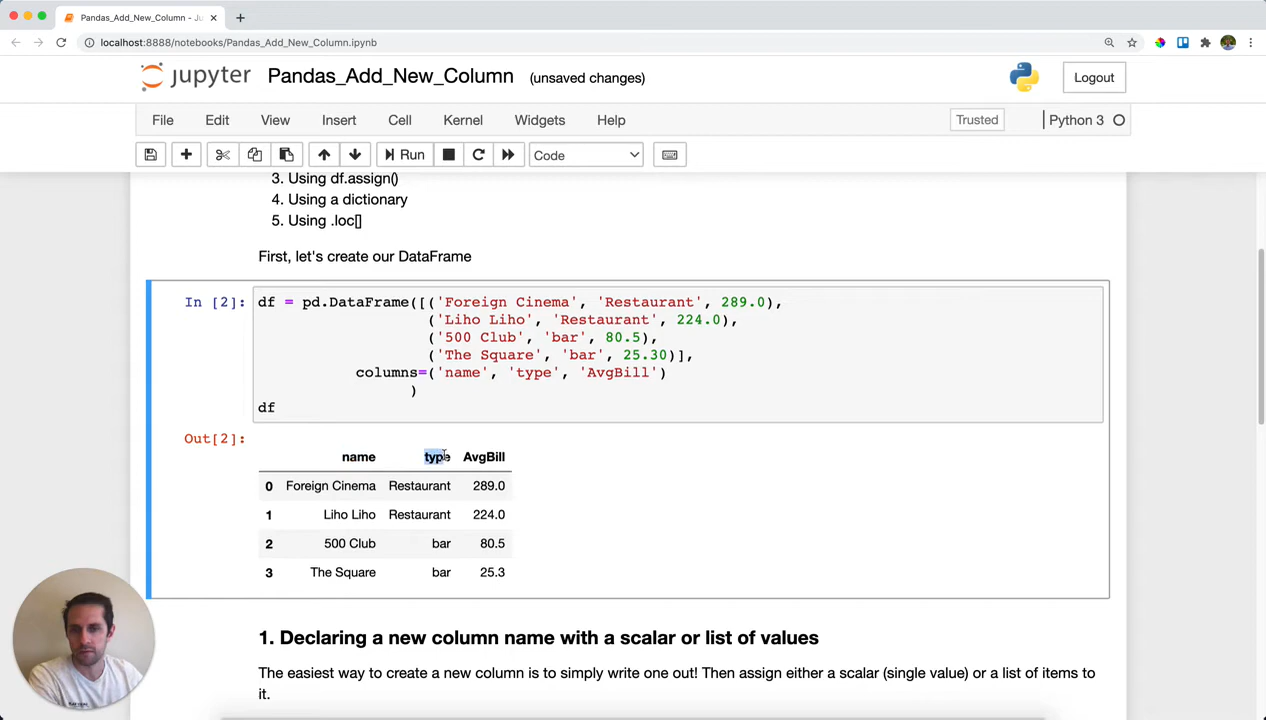 Pandas_Add_New_Column - Ju
localhost:8888/notebooks/Pandas_Add_New_Column.ipynb
jupyter Pandas_Add_New_Column (unsaved changes) Logout
File Edit View Insert Cell Kernel Widgets Help Trusted Python 3
Run Code
3. Using df.assign()
4. Using a dictionary
5. Using .loc[]
First, let's create our DataFrame
In [2]: df = pd.DataFrame([('Foreign Cinema', 'Restaurant', 289.0),
('Liho Liho', 'Restaurant', 224.0),
('500 Club', 'bar', 80.5),
('The Square', 'bar', 25.30)],
columns=('name', 'type', 'AvgBill')
)
df
Out[2]:
name type AvgBill
0 Foreign Cinema Restaurant 289.0
1 Liho Liho Restaurant 224.0
2 500 Club bar 80.5
3 The Square bar 25.3
1. Declaring a new column name with a scalar or list of values
The easiest way to create a new column is to simply write one out! Then assign either a scalar (single value) or a list of items to
it.